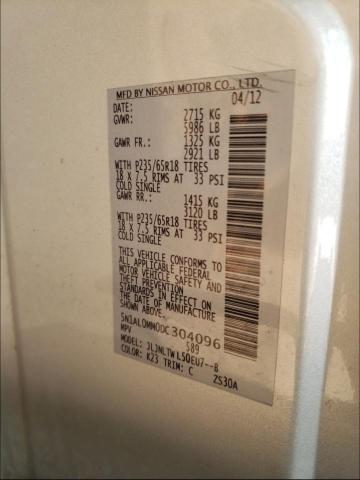 MFD BY NISSAN MOTOR CO., LTD.
DATE: 04/12
GVWR: 2715 KG
5986 LB
GAWR FR.: 1325 KG
2921 LB
WITH P235/65R18 TIRES
18 X 7.5 RIMS AT 33 PSI
COLD SINGLE
GAWR RR.: 1415 KG
3120 LB
WITH P235/65R18 TIRES
18 X 7.5 RIMS AT 33 PSI
COLD SINGLE
THIS VEHICLE CONFORMS TO
ALL APPLICABLE FEDERAL
MOTOR VEHICLE SAFETY AND
STANDARDS IN EFFECT ON
THE DATE OF MANUFACTURE
SHOWN ABOVE.
5N1AL0MM0DC304096
MPV 589
MODEL: JLJNLTWL50EU7--B
COLOR: K23 TRIM: C ZS30A